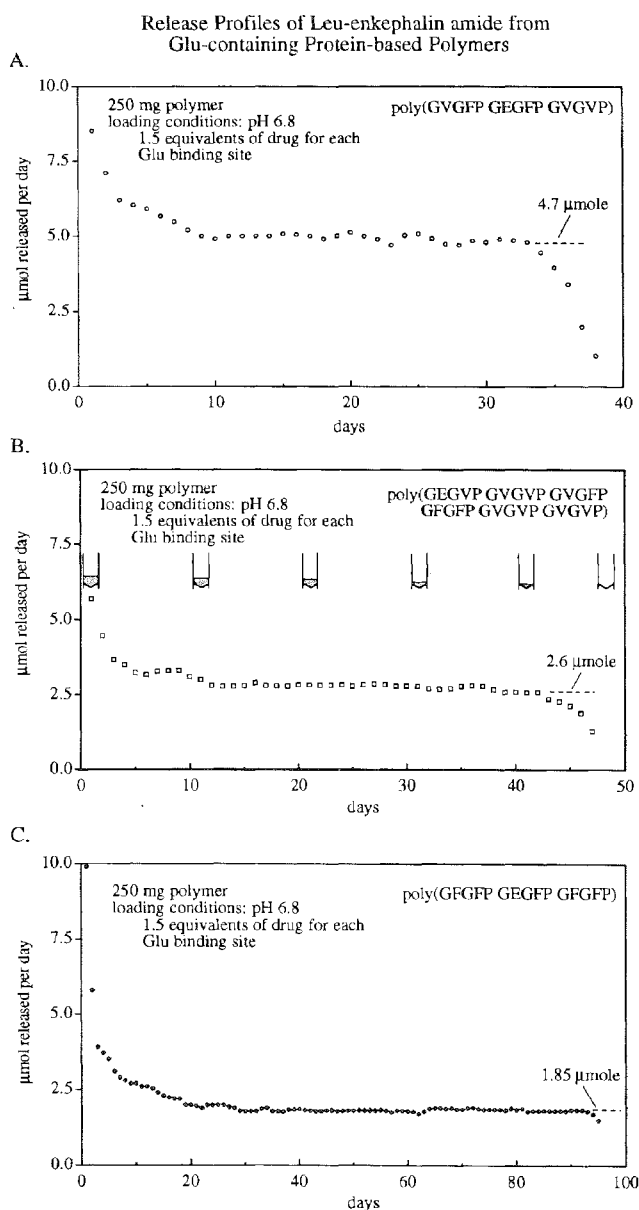 Release Profiles of Leu-enkephalin amide from
Glu-containing Protein-based Polymers
A.
10.0
7.5
5.0
2.5
0.0
µmol released per day
250 mg polymer
loading conditions: pH 6.8
1.5 equivalents of drug for each
Glu binding site
poly(GVGFP GEGFP GVGVP)
4.7 µmole
0 10 20 30 40
days
B.
10.0
7.5
5.0
2.5
0.0
µmol released per day
250 mg polymer
loading conditions: pH 6.8
1.5 equivalents of drug for each
Glu binding site
poly(GEGVP GVGVP GVGFP
GFGFP GVGVP GVGVP)
2.6 µmole
0 10 20 30 40 50
days
C.
10.0
7.5
5.0
2.5
0.0
µmol released per day
250 mg polymer
loading conditions: pH 6.8
1.5 equivalents of drug for each
Glu binding site
poly(GFGFP GEGFP GFGFP)
1.85 µmole
0 20 40 60 80 100
days